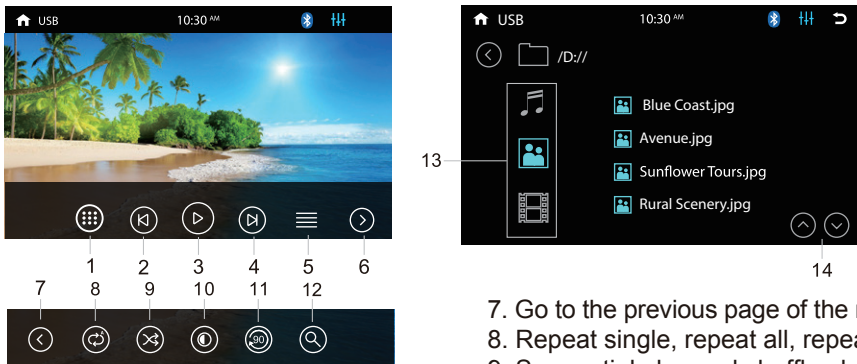 USB 10:30 AM
1 2 3 4 5 6
7 8 9 10 11 12
90
USB 10:30 AM
/D://
Blue Coast.jpg
Avenue.jpg
Sunflower Tours.jpg
Rural Scenery.jpg
13
14
7. Go to the previous page of the
8. Repeat single, repeat all,